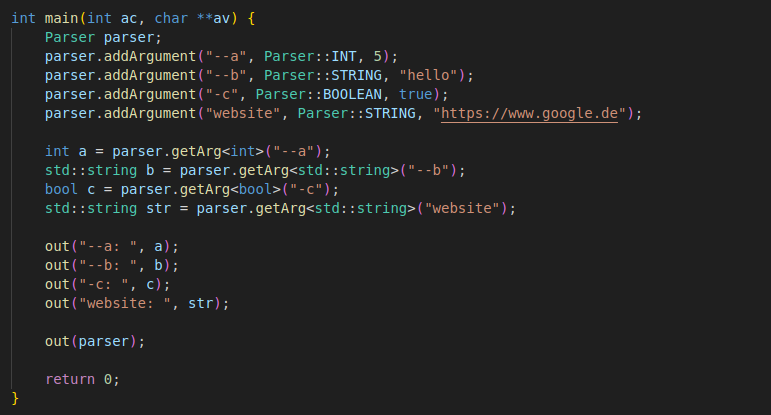 int main(int ac, char **av) {
    Parser parser;
    parser.addArgument("--a", Parser::INT, 5);
    parser.addArgument("--b", Parser::STRING, "hello");
    parser.addArgument("-c", Parser::BOOLEAN, true);
    parser.addArgument("website", Parser::STRING, "https://www.google.de");

    int a = parser.getArg<int>("--a");
    std::string b = parser.getArg<std::string>("--b");
    bool c = parser.getArg<bool>("-c");
    std::string str = parser.getArg<std::string>("website");

    out("--a: ", a);
    out("--b: ", b);
    out("-c: ", c);
    out("website: ", str);

    out(parser);

    return 0;
}